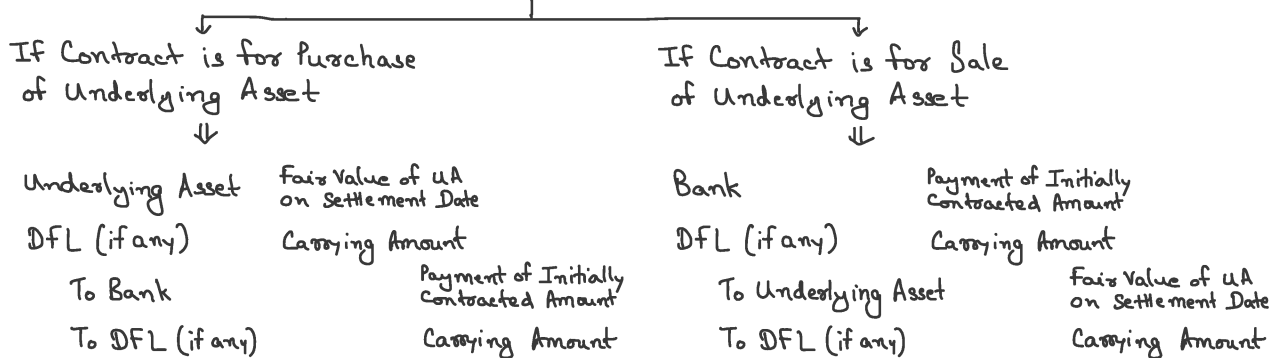 If Contract is for Purchase
of Underlying Asset
Underlying Asset Fair Value of UA
on Settlement Date
DFL (if any) Carrying Amount
To Bank Payment of Initially
Contracted Amount
To DFL (if any) Carrying Amount
If Contract is for Sale
of Underlying Asset
Bank Payment of Initially
Contracted Amount
DFL (if any) Carrying Amount
To Underlying Asset Fair Value of UA
on Settlement Date
To DFL (if any) Carrying Amount